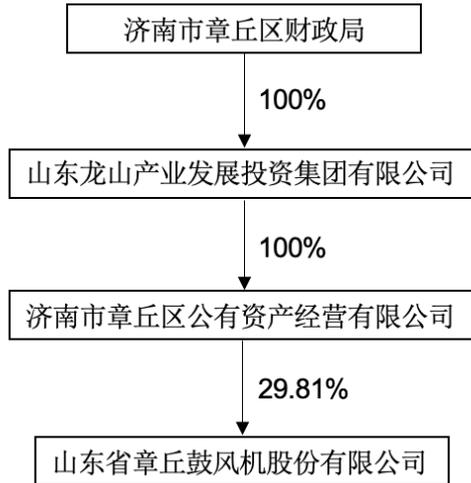 济南市章丘区财政局
100%
山东龙山产业发展投资集团有限公司
100%
济南市章丘区公有资产经营有限公司
29.81%
山东省章丘鼓风机股份有限公司